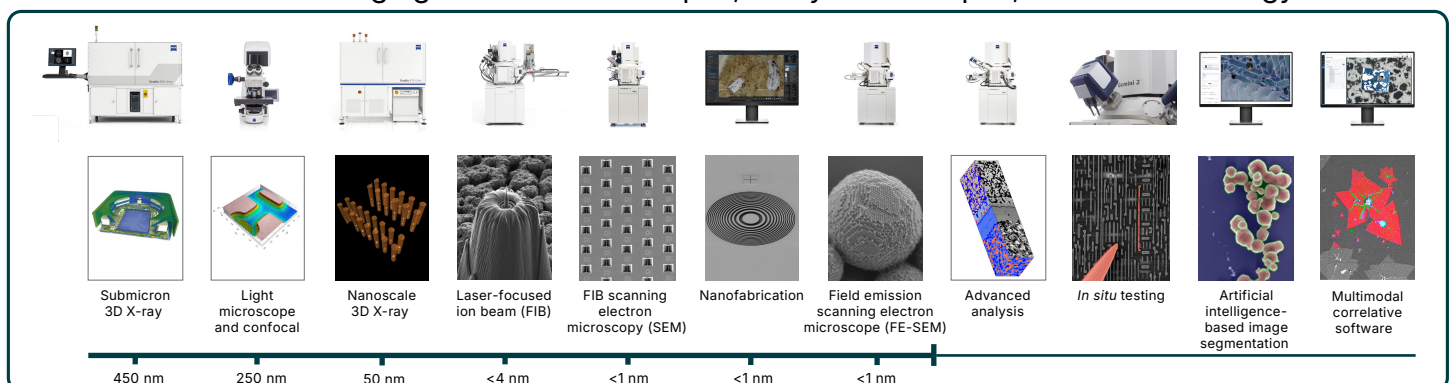 Submicron
3D X-ray
Light
microscope
and confocal
Nanoscale
3D X-ray
Laser-focused
ion beam (FIB)
FIB scanning
electron
microscopy (SEM)
Nanofabrication
Field emission
scanning electron
microscope (FE-SEM)
Advanced
analysis
In situ testing
Artificial
intelligence-
based image
segmentation
Multimodal
correlative
software
450 nm
250 nm
50 nm
<4 nm
<1 nm
<1 nm
<1 nm